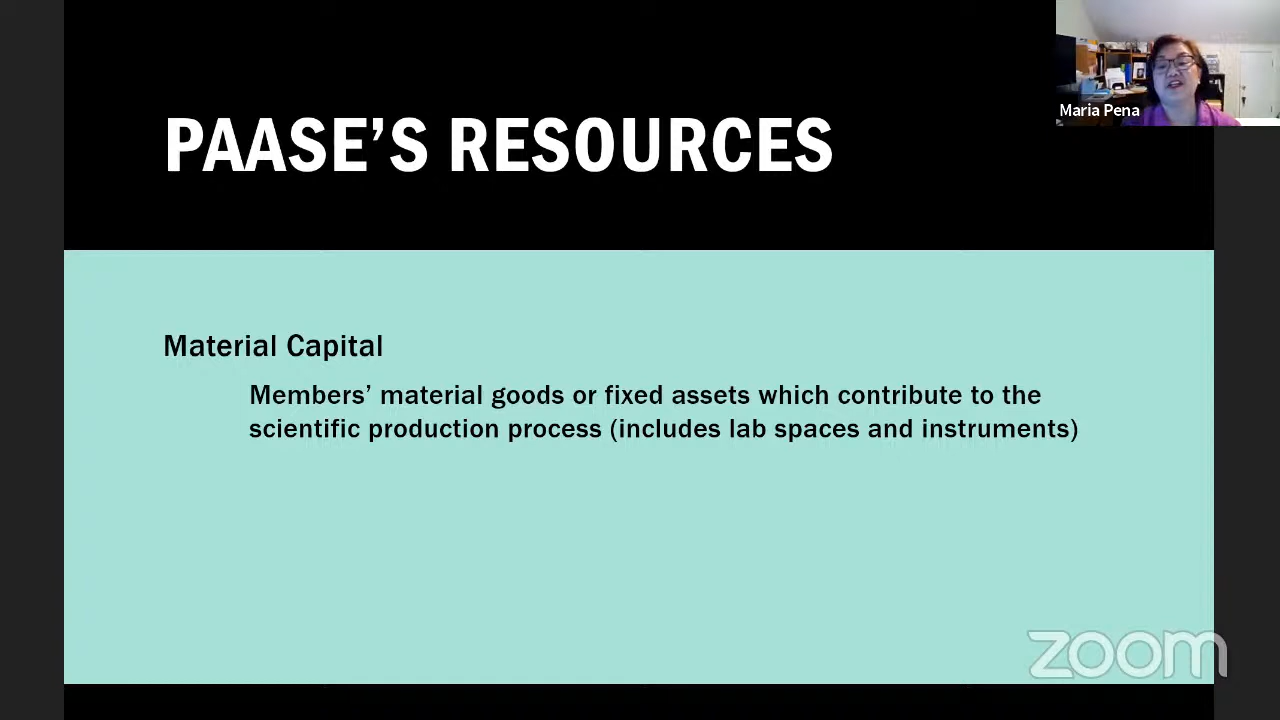 PAASE’S RESOURCES
Maria Pena
Material Capital
Members’ material goods or fixed assets which contribute to the
scientific production process (includes lab spaces and instruments)
zoom